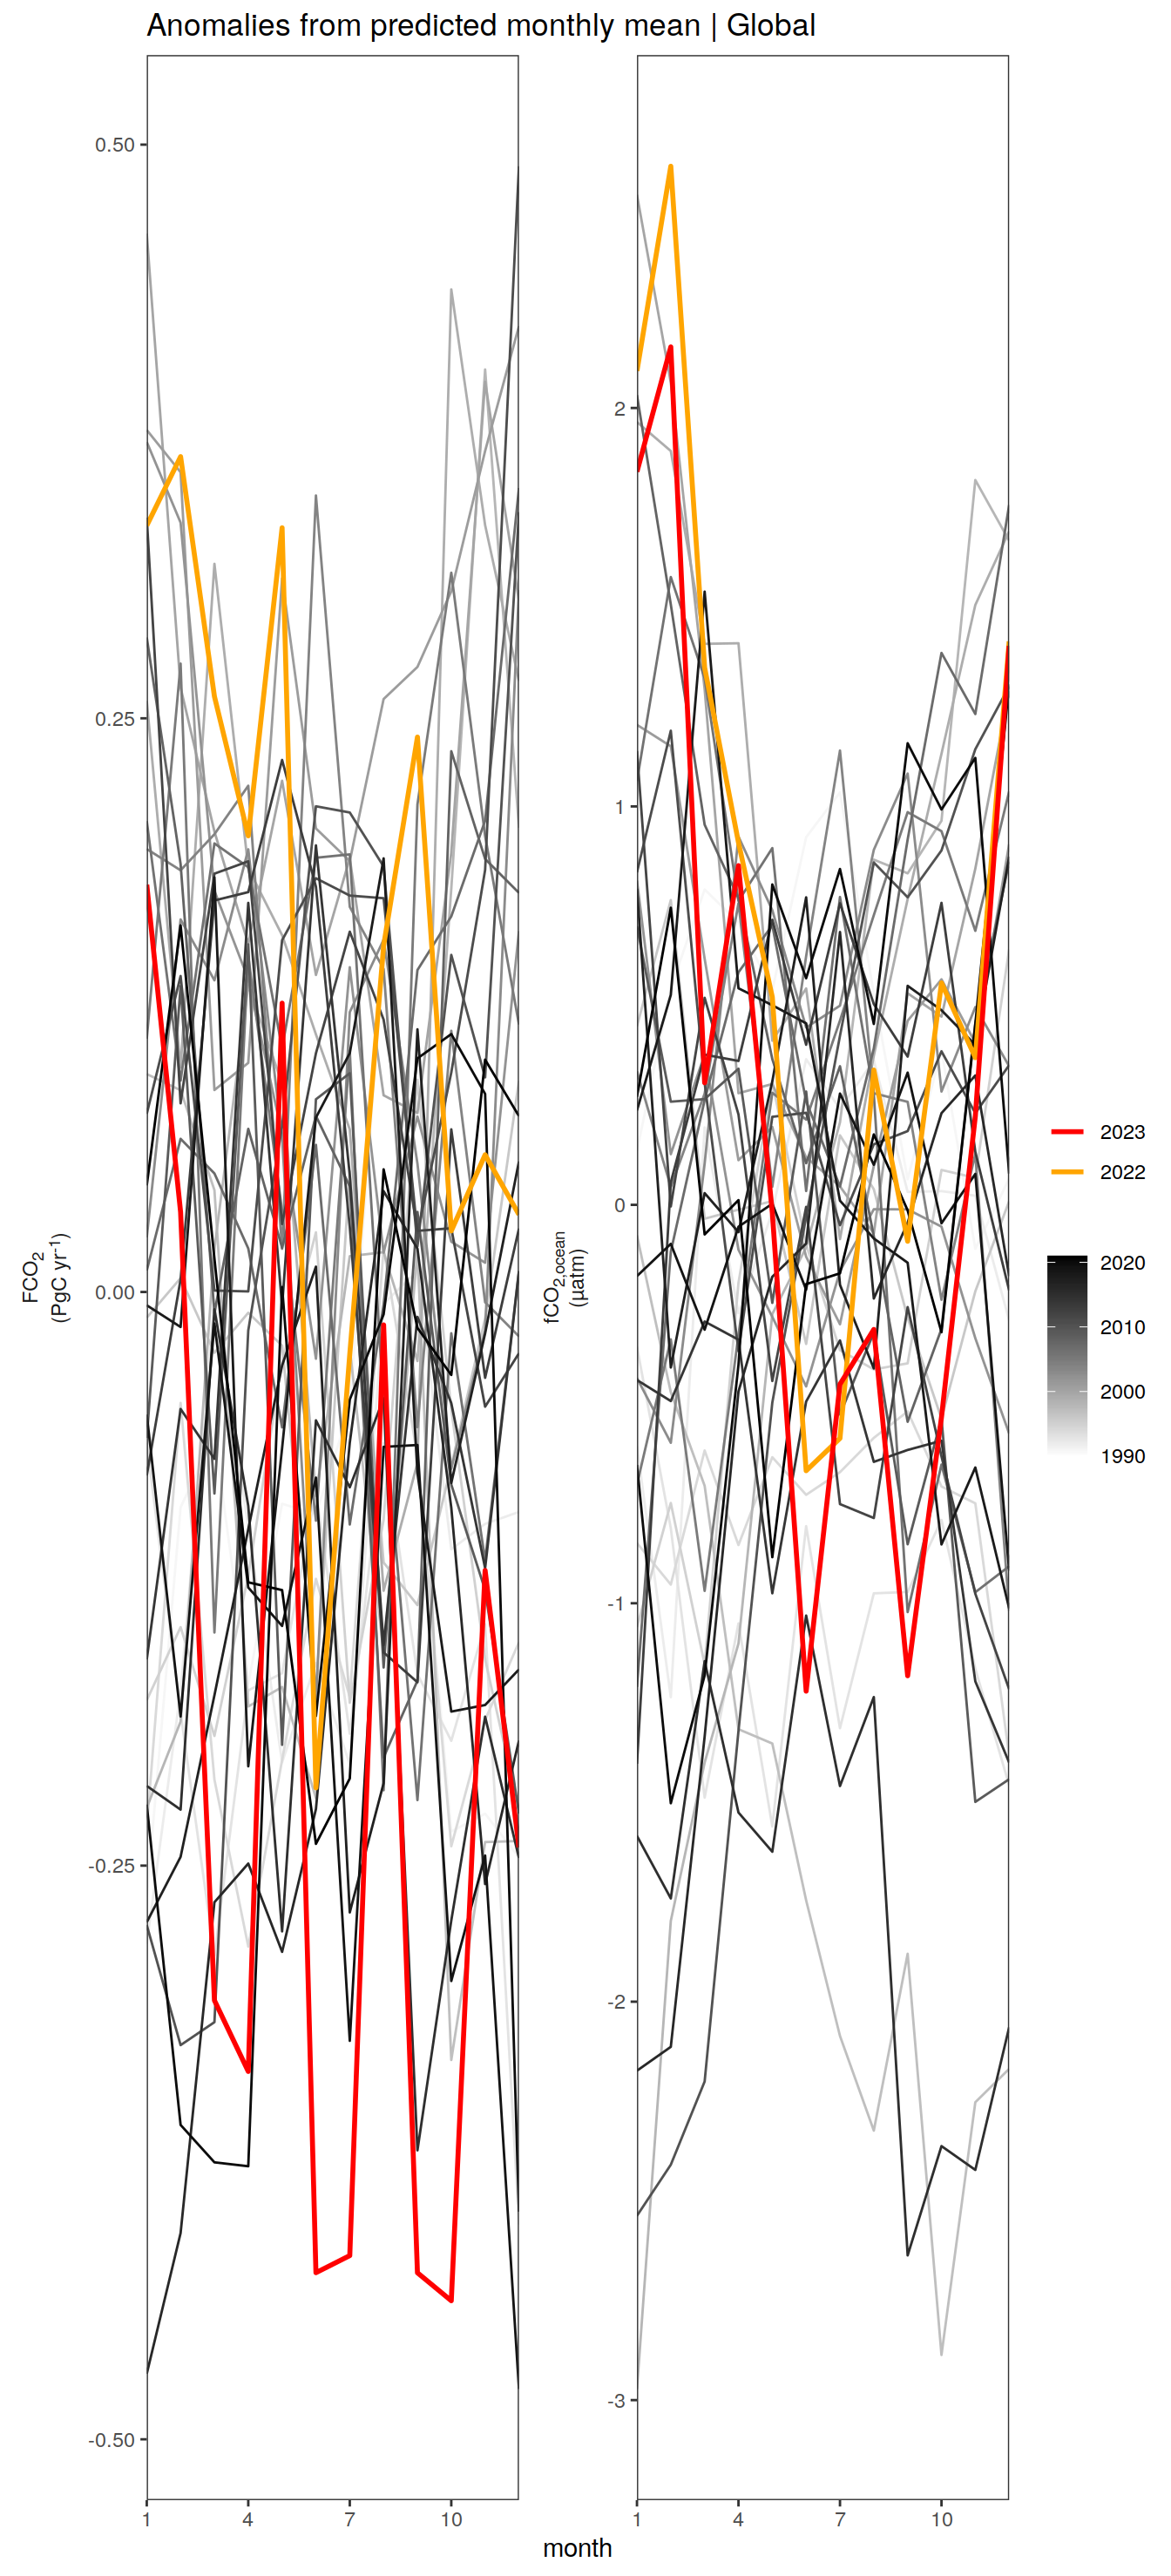 Anomalies from predicted monthly mean | Global
FCO₂
(PgC yr⁻¹)
0.50
0.25
0.00
-0.25
-0.50
1 4 7 10
fCO₂,ocean
(µatm)
2
1
0
-1
-2
-3
1 4 7 10
month
2023
2022
2020
2010
2000
1990